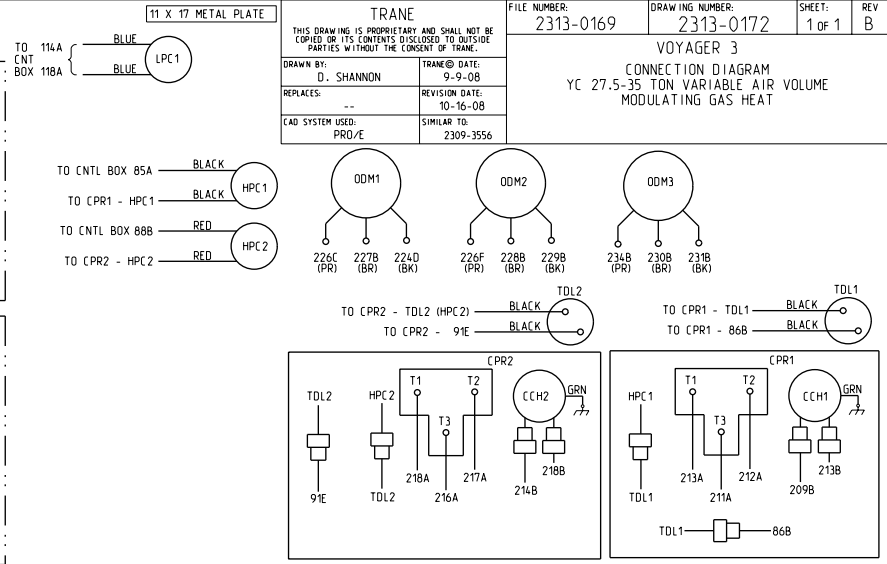 11 X 17 METAL PLATE
TRANE
THIS DRAWING IS PROPRIETARY AND SHALL NOT BE
COPIED OR ITS CONTENTS DISCLOSED TO OUTSIDE
PARTIES WITHOUT THE CONSENT OF TRANE.
DRAWN BY:
D. SHANNON
TRANE© DATE:
9-9-08
REPLACES:
--
REVISION DATE:
10-16-08
CAD SYSTEM USED:
PRO/E
SIMILAR TO:
2309-3556
FILE NUMBER:
2313-0169
DRAWING NUMBER:
2313-0172
SHEET:
1 OF 1
REV
B
VOYAGER 3
CONNECTION DIAGRAM
YC 27.5-35 TON VARIABLE AIR VOLUME
MODULATING GAS HEAT
TO 114A
CNT
BOX 118A
BLUE
BLUE
LPC1
TO CNTL BOX 85A
BLACK
TO CPR1 - HPC1
BLACK
HPC1
TO CNTL BOX 88B
RED
TO CPR2 - HPC2
RED
HPC2
ODM1
226C
(PR)
227B
(BR)
224D
(BK)
ODM2
226F
(PR)
228B
(BR)
229B
(BK)
ODM3
234B
(PR)
230B
(BR)
231B
(BK)
TDL2
TO CPR2 - TDL2 (HPC2)
BLACK
TO CPR2 - 91E
BLACK
TDL1
TO CPR1 - TDL1
BLACK
TO CPR1 - 86B
BLACK
CPR2
TDL2
91E
HPC2
TDL2
T1
T2
T3
218A
216A
217A
CCH2
GRN
214B
218B
CPR1
HPC1
TDL1
T1
T2
T3
213A
211A
212A
CCH1
GRN
209B
213B
TDL1
86B